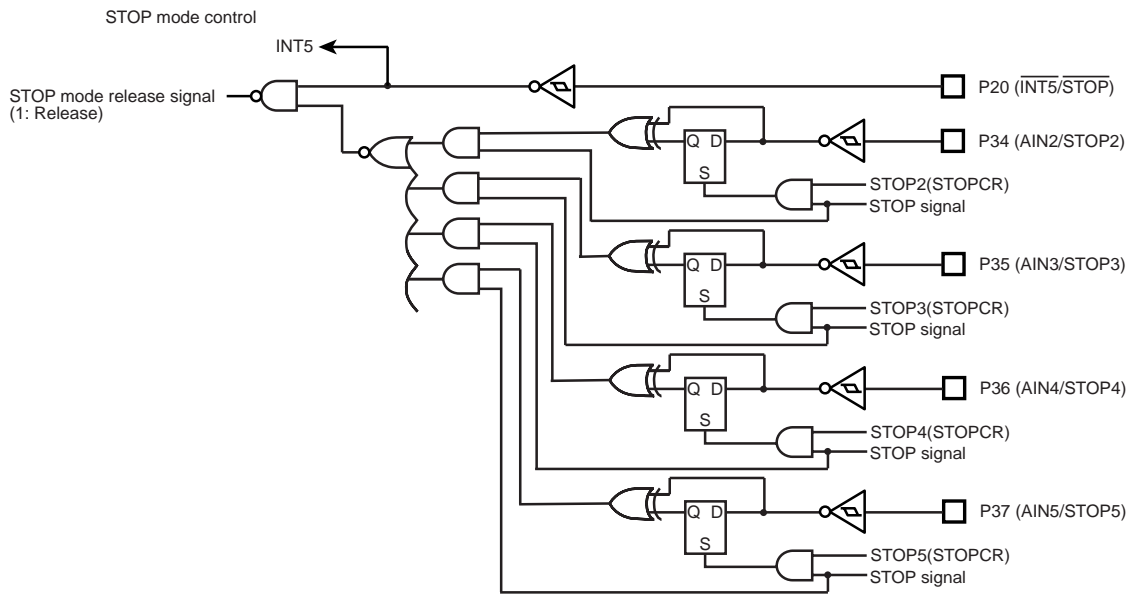 STOP mode control
INT5
STOP mode release signal
(1: Release)
P20 (INT5/STOP)
P34 (AIN2/STOP2)
Q D
S
STOP2(STOPCR)
STOP signal
P35 (AIN3/STOP3)
Q D
S
STOP3(STOPCR)
STOP signal
P36 (AIN4/STOP4)
Q D
S
STOP4(STOPCR)
STOP signal
P37 (AIN5/STOP5)
Q D
S
STOP5(STOPCR)
STOP signal